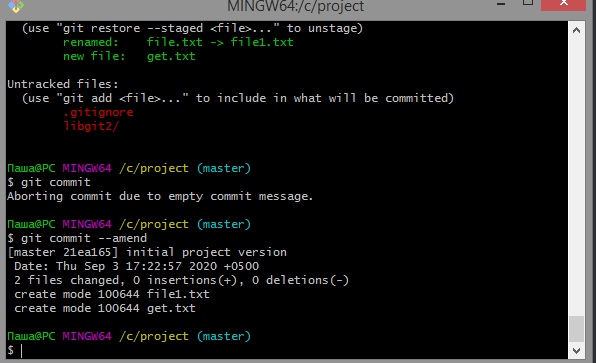 MINGW64:/c/project
(use "git restore --staged <file>..." to unstage)
renamed:    file.txt -> file1.txt
new file:   get.txt
Untracked files:
(use "git add <file>..." to include in what will be committed)
.gitignore
libgit2/
Паша@PC MINGW64 /c/project (master)
$ git commit
Aborting commit due to empty commit message.
Паша@PC MINGW64 /c/project (master)
$ git commit --amend
[master 21ea165] initial project version
Date: Thu Sep 3 17:22:57 2020 +0500
2 files changed, 0 insertions(+), 0 deletions(-)
create mode 100644 file1.txt
create mode 100644 get.txt
Паша@PC MINGW64 /c/project (master)
$